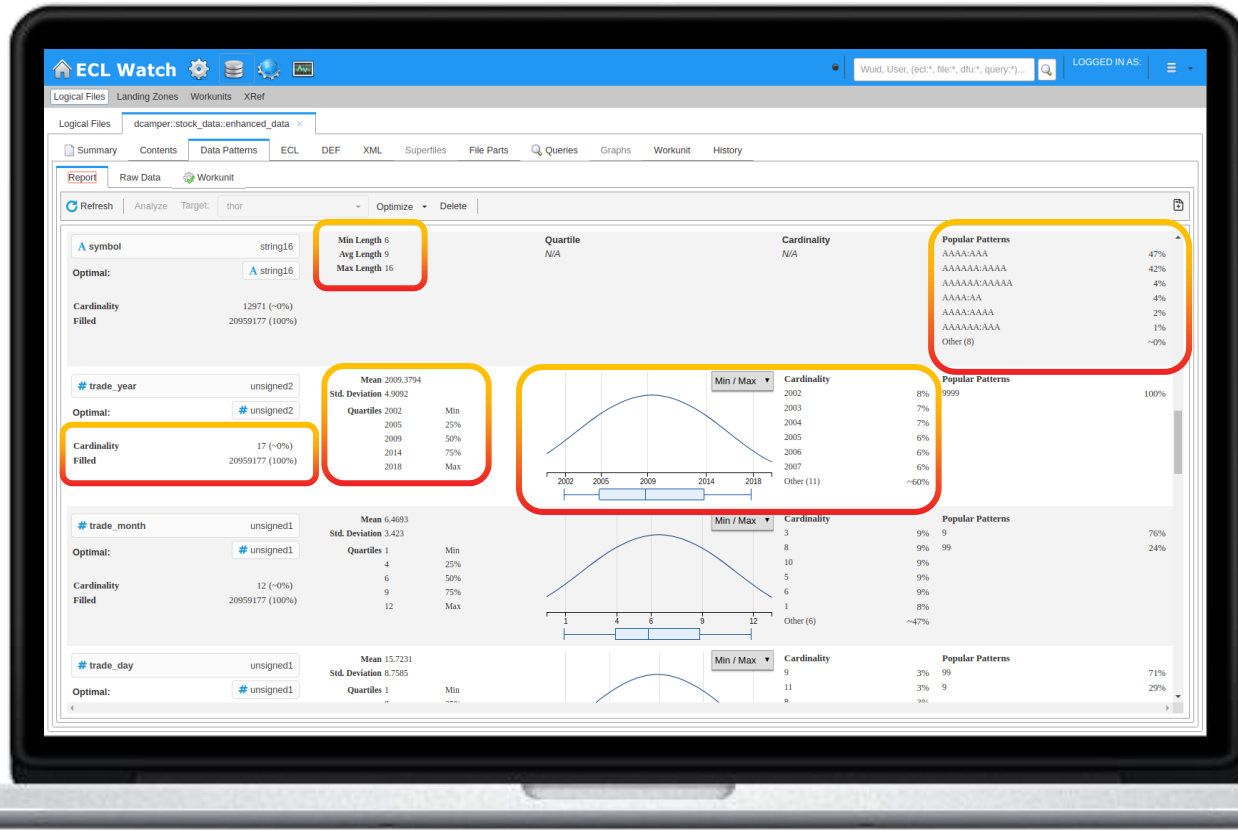 ECL Watch
Wuid, User, (ecl:*, file:*, dfu:*, query:*)...
LOGGED IN AS:
Logical Files Landing Zones Workunits XRef
Logical Files dcamper::stock_data::enhanced_data ×
Summary Contents Data Patterns ECL DEF XML Superfiles File Parts Queries Graphs Workunit History
Report Raw Data Workunit
Refresh Analyze Target: thor Optimize Delete
A symbol string16
Optimal: A string16
Cardinality 12971 (~0%)
Filled 20959177 (100%)
Min Length 6
Avg Length 9
Max Length 16
Quartile
N/A
Cardinality
N/A
Popular Patterns
AAAA:AAA 47%
AAAAAA:AAAA 42%
AAAAAA:AAAAA 4%
AAAA:AA 4%
AAAA:AAAA 2%
AAAAAA:AAA 1%
Other (8) ~0%
# trade_year unsigned2
Optimal: # unsigned2
Cardinality 17 (~0%)
Filled 20959177 (100%)
Mean 2009.3794
Std. Deviation 4.9092
Quartiles 2002 Min
2005 25%
2009 50%
2014 75%
2018 Max
Min / Max
2002 2005 2009 2014 2018
Cardinality
2002 8%
2003 7%
2004 7%
2005 6%
2006 6%
2007 6%
Other (11) ~60%
Popular Patterns
9999 100%
# trade_month unsigned1
Optimal: # unsigned1
Cardinality 12 (~0%)
Filled 20959177 (100%)
Mean 6.4693
Std. Deviation 3.423
Quartiles 1 Min
4 25%
6 50%
9 75%
12 Max
Min / Max
1 4 6 9 12
Cardinality
3 9%
8 9%
10 9%
5 9%
6 9%
1 8%
Other (6) ~47%
Popular Patterns
9 76%
99 24%
# trade_day unsigned1
Optimal: # unsigned1
Mean 15.7231
Std. Deviation 8.7585
Quartiles 1 Min
Min / Max
Cardinality
9 3%
11 3%
Popular Patterns
99 71%
9 29%